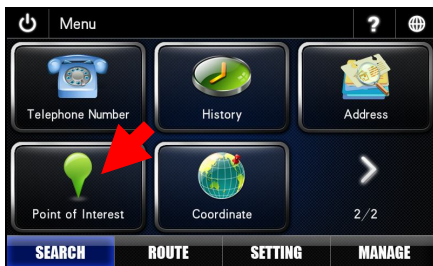 Menu ?
Telephone Number History Address
Point of Interest Coordinate 2/2
SEARCH ROUTE SETTING MANAGE